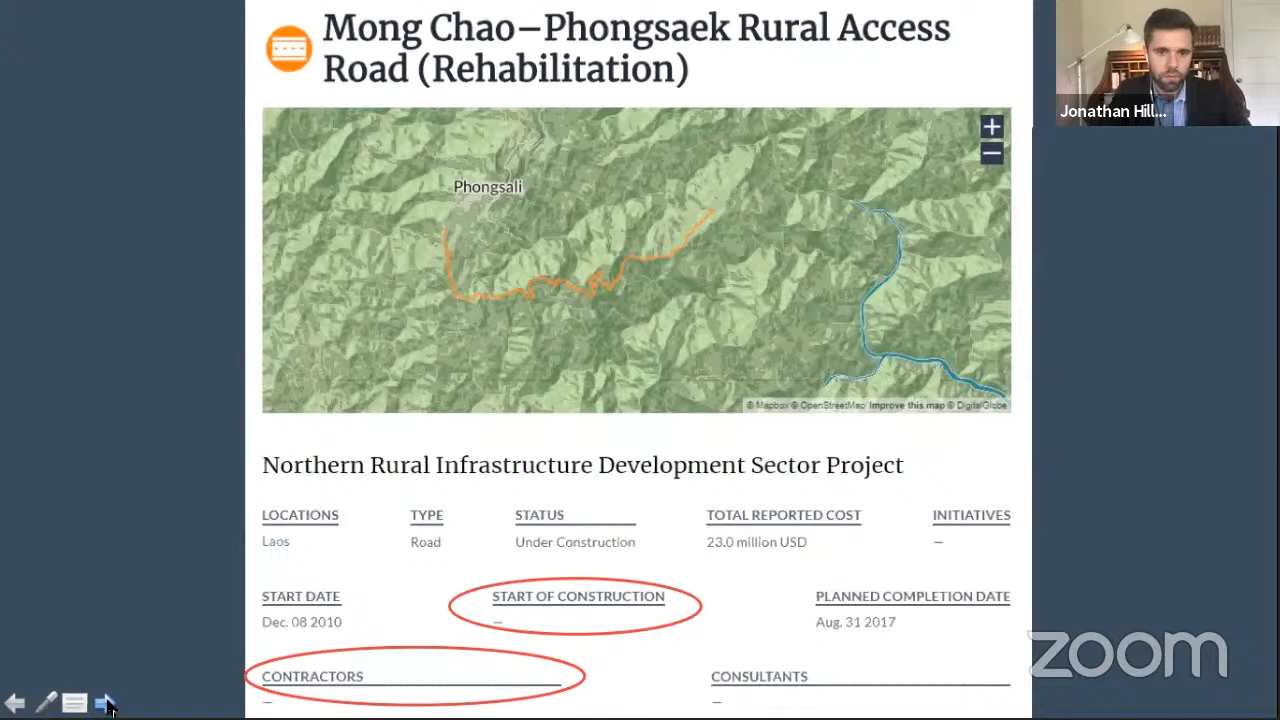 Mong Chao–Phongsaek Rural Access
Road (Rehabilitation)
Jonathan Hill...
Phongsali
© Mapbox © OpenStreetMap Improve this map © DigitalGlobe
Northern Rural Infrastructure Development Sector Project
LOCATIONS TYPE STATUS TOTAL REPORTED COST INITIATIVES
Laos Road Under Construction 23.0 million USD —
START DATE START OF CONSTRUCTION PLANNED COMPLETION DATE
Dec. 08 2010 — Aug. 31 2017
zoom
CONTRACTORS CONSULTANTS
— —